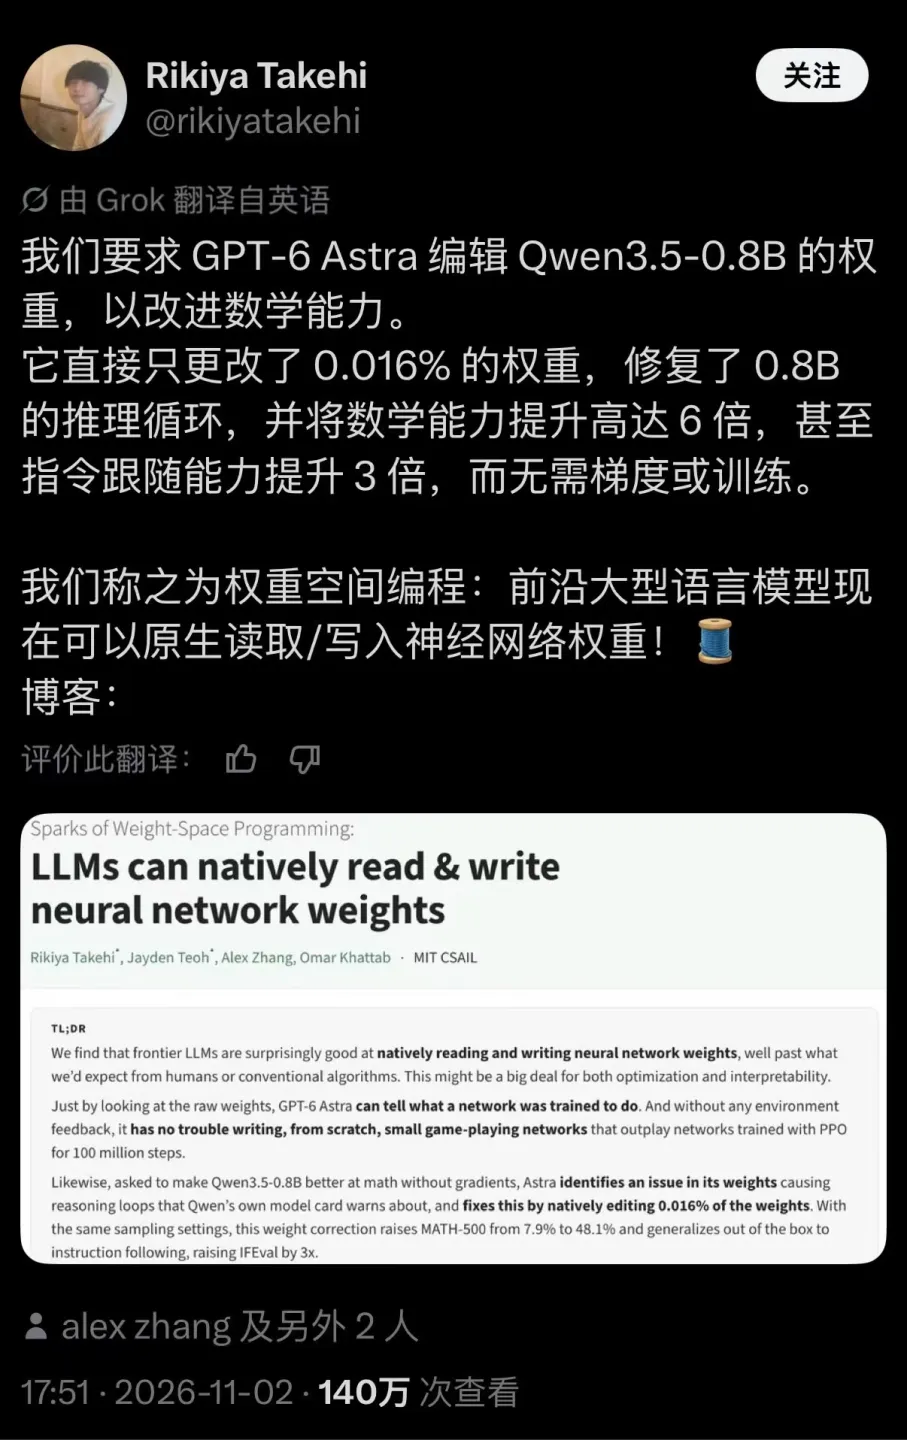 Rikiya Takehi
@rikiyatakehi
关注
由 Grok 翻译自英语
我们要求 GPT-6 Astra 编辑 Qwen3.5-0.8B 的权
重，以改进数学能力。
它直接只更改了 0.016% 的权重，修复了 0.8B
的推理循环，并将数学能力提升高达 6 倍，甚至
指令跟随能力提升 3 倍，而无需梯度或训练。
我们称之为权重空间编程：前沿大型语言模型现
在可以原生读取/写入神经网络权重！
博客：
评价此翻译：
Sparks of Weight-Space Programming:
LLMs can natively read & write
neural network weights
Rikiya Takehi*, Jayden Teoh*, Alex Zhang, Omar Khattab · MIT CSAIL
TL;DR
We find that frontier LLMs are surprisingly good at natively reading and writing neural network weights, well past what
we'd expect from humans or conventional algorithms. This might be a big deal for both optimization and interpretability.
Just by looking at the raw weights, GPT-6 Astra can tell what a network was trained to do. And without any environment
feedback, it has no trouble writing, from scratch, small game-playing networks that outplay networks trained with PPO
for 100 million steps.
Likewise, asked to make Qwen3.5-0.8B better at math without gradients, Astra identifies an issue in its weights causing
reasoning loops that Qwen's own model card warns about, and fixes this by natively editing 0.016% of the weights. With
the same sampling settings, this weight correction raises MATH-500 from 7.9% to 48.1% and generalizes out of the box to
instruction following, raising IFEval by 3x.
alex zhang 及另外 2 人
17:51 · 2026-11-02 · 140万 次查看